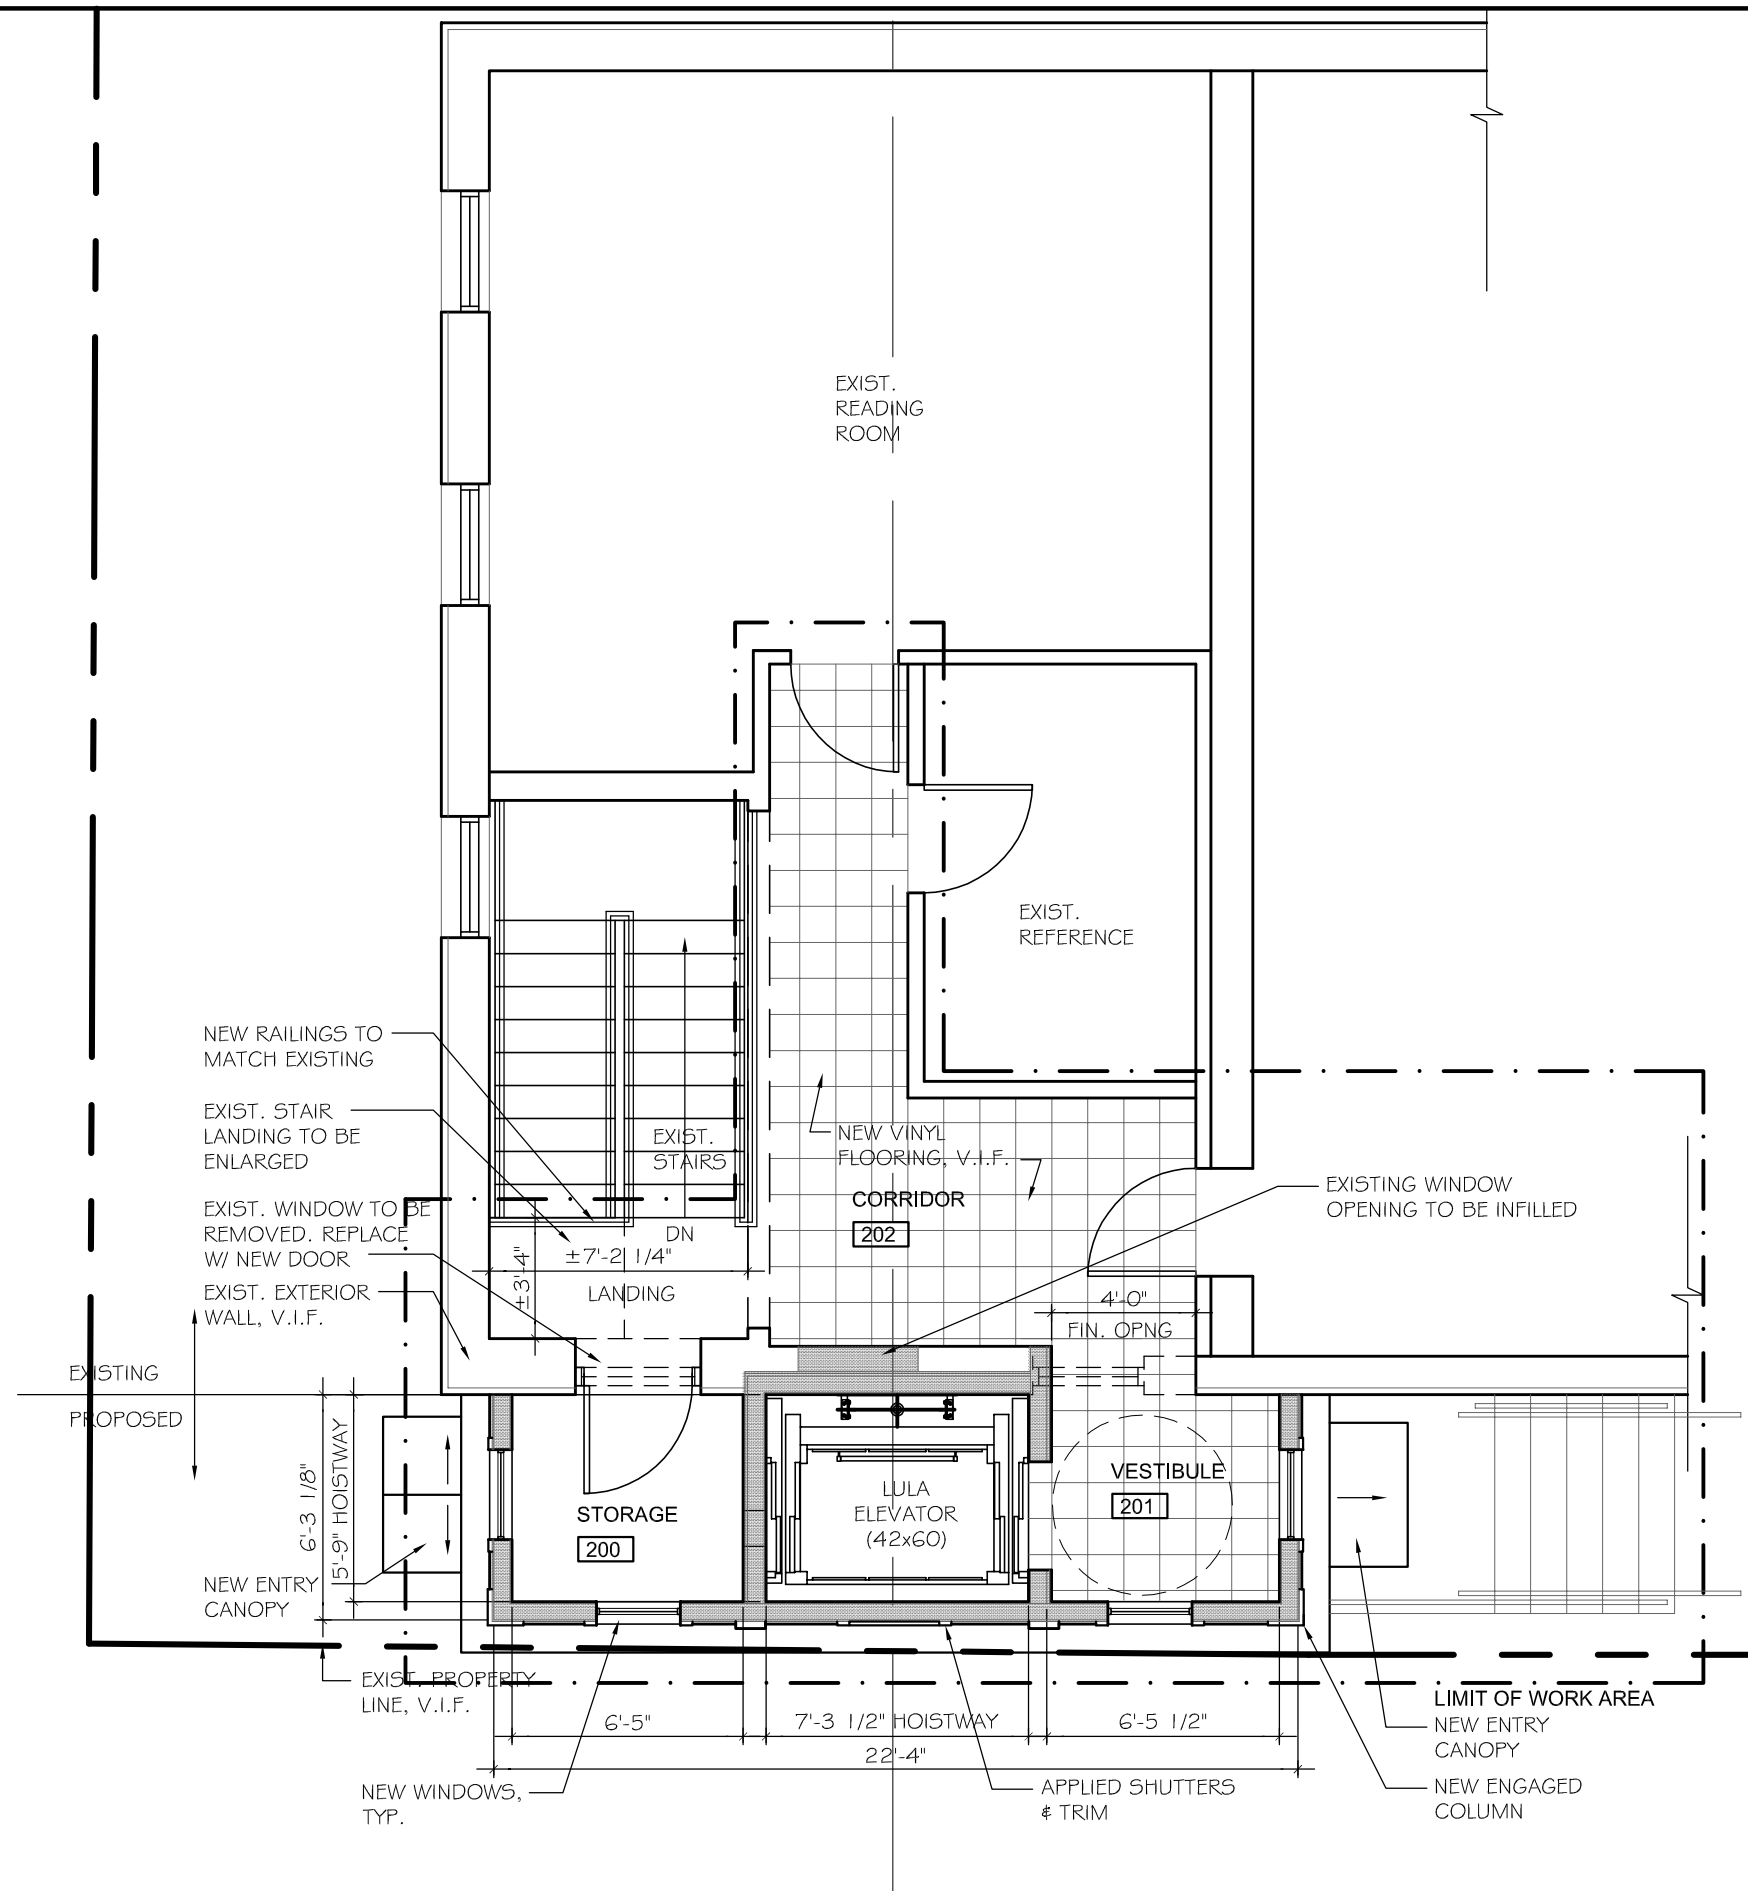 EXIST.
READING
ROOM
EXIST.
REFERENCE
NEW RAILINGS TO
MATCH EXISTING
EXIST. STAIR
LANDING TO BE
ENLARGED
EXIST. WINDOW TO BE
REMOVED. REPLACE
W/ NEW DOOR
EXIST. EXTERIOR
WALL, V.I.F.
EXISTING
PROPOSED
EXIST.
STAIRS
DN
±7'-2 1/4"
±3'-4"
LANDING
NEW VINYL
FLOORING, V.I.F.
CORRIDOR
202
EXISTING WINDOW
OPENING TO BE INFILLED
4'-0"
FIN. OPNG
6'-3 1/8"
5'-9" HOISTWAY
STORAGE
200
LULA
ELEVATOR
(42x60)
VESTIBULE
201
NEW ENTRY
CANOPY
EXIST. PROPERTY
LINE, V.I.F.
6'-5"
7'-3 1/2" HOISTWAY
6'-5 1/2"
22'-4"
LIMIT OF WORK AREA
NEW ENTRY
CANOPY
NEW WINDOWS,
TYP.
APPLIED SHUTTERS
& TRIM
NEW ENGAGED
COLUMN